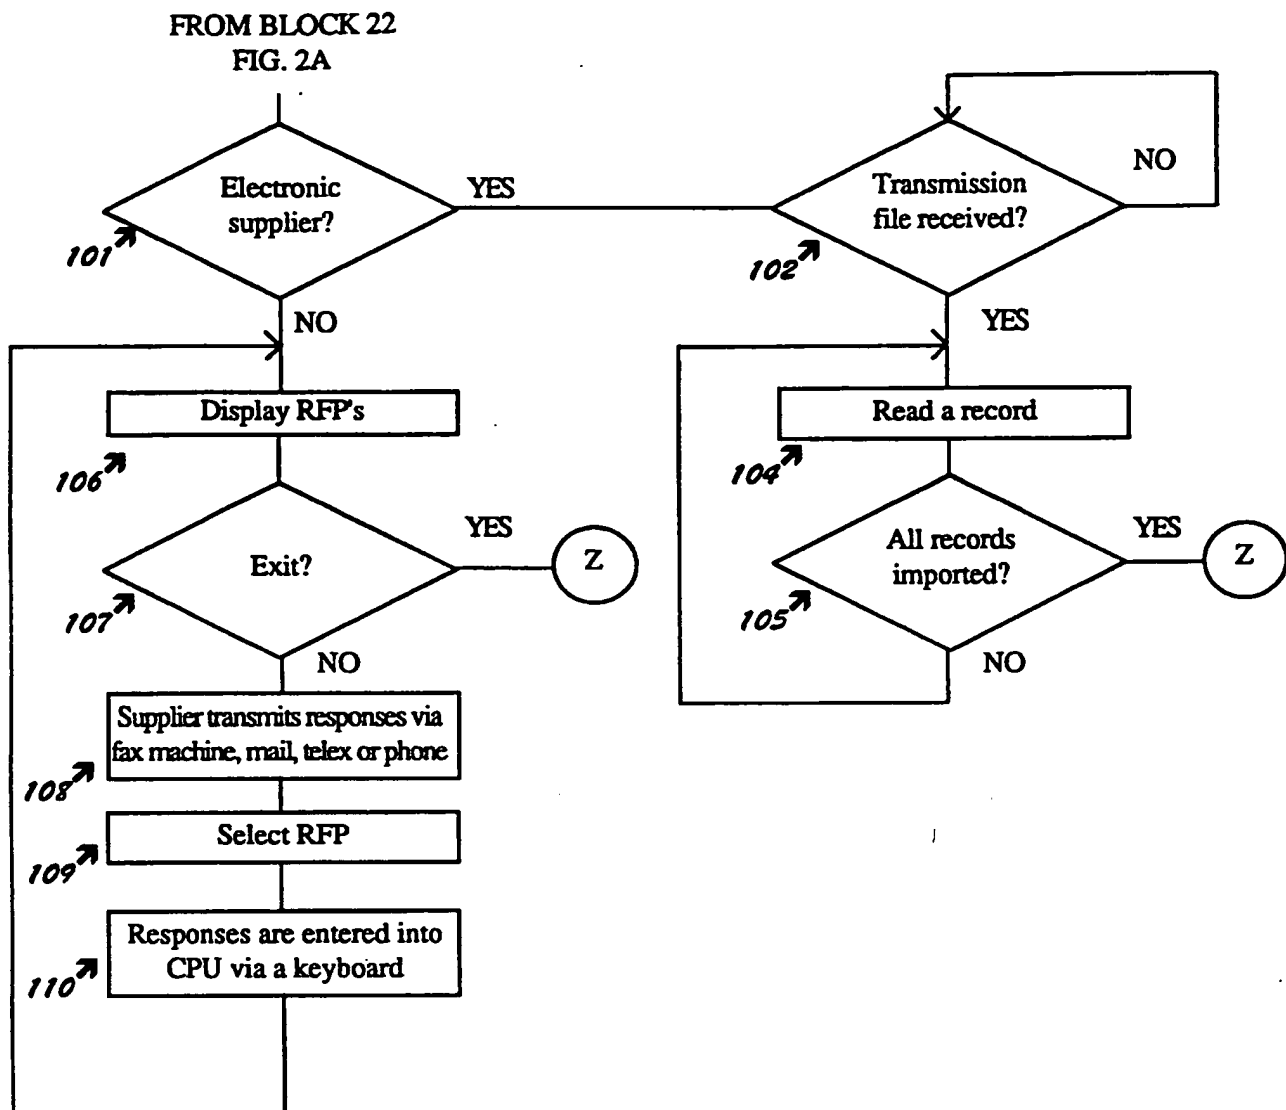 FROM BLOCK 22
FIG. 2A
Electronic
supplier?
YES
101
NO
Transmission
file received?
NO
102
YES
Display RFP's
106
Read a record
104
Exit?
YES
Z
107
NO
All records
imported?
YES
Z
105
NO
Supplier transmits responses via
fax machine, mail, telex or phone
108
Select RFP
109
Responses are entered into
CPU via a keyboard
110